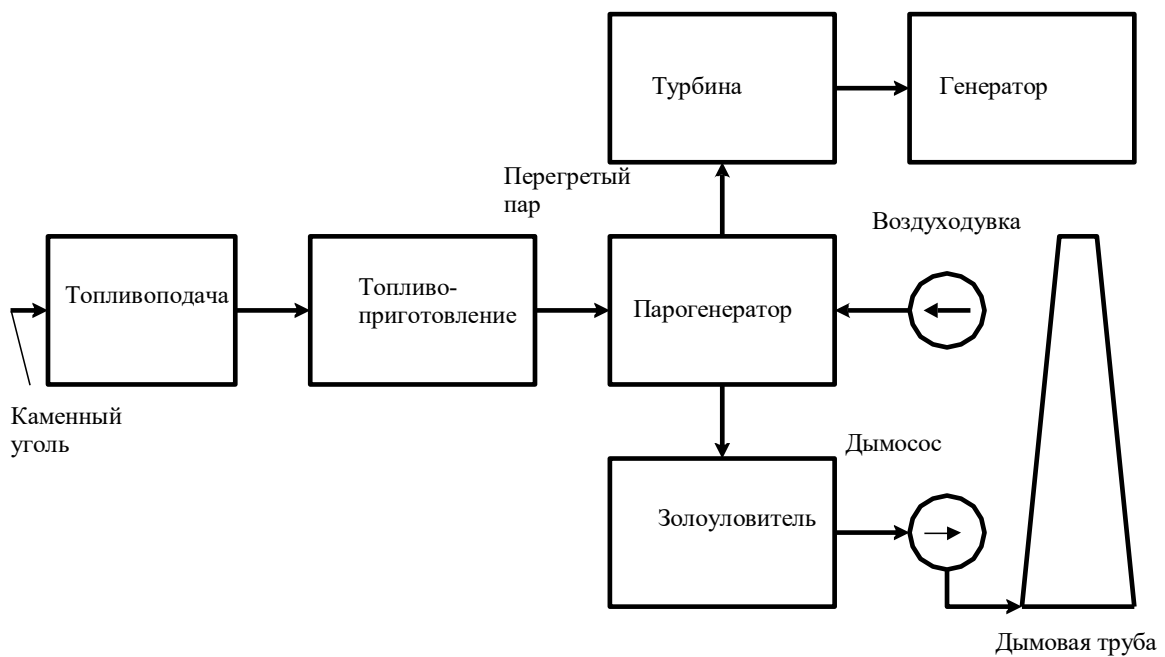 Турбина
Генератор
Перегретый
пар
Воздуходувка
Топливоподача
Топливо-
приготовление
Парогенератор
Каменный
уголь
Дымосос
Золоуловитель
Дымовая труба